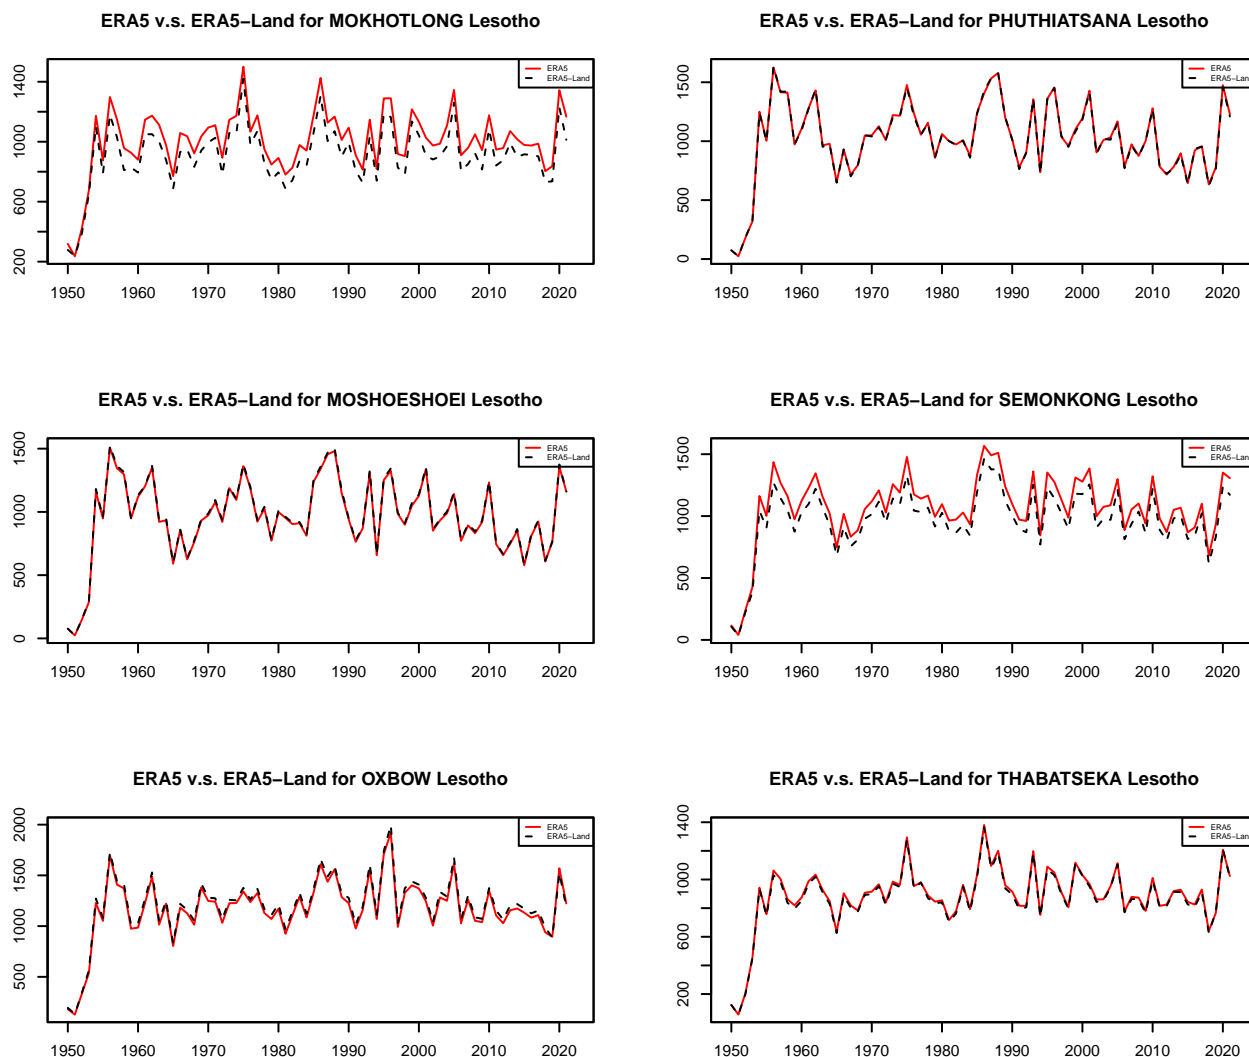 ERA5 v.s. ERA5−Land for MOKHOTLONG Lesotho
ERA5
ERA5−Land
1400
1000
600
200
1950 1960 1970 1980 1990 2000 2010 2020
ERA5 v.s. ERA5−Land for PHUTHIATSANA Lesotho
ERA5
ERA5−Land
1500
1000
500
0
1950 1960 1970 1980 1990 2000 2010 2020
ERA5 v.s. ERA5−Land for MOSHOESHOEI Lesotho
ERA5
ERA5−Land
1500
1000
500
0
1950 1960 1970 1980 1990 2000 2010 2020
ERA5 v.s. ERA5−Land for SEMONKONG Lesotho
ERA5
ERA5−Land
1500
1000
500
0
1950 1960 1970 1980 1990 2000 2010 2020
ERA5 v.s. ERA5−Land for OXBOW Lesotho
ERA5
ERA5−Land
2000
1500
1000
500
1950 1960 1970 1980 1990 2000 2010 2020
ERA5 v.s. ERA5−Land for THABATSEKA Lesotho
ERA5
ERA5−Land
1400
1000
600
200
1950 1960 1970 1980 1990 2000 2010 2020